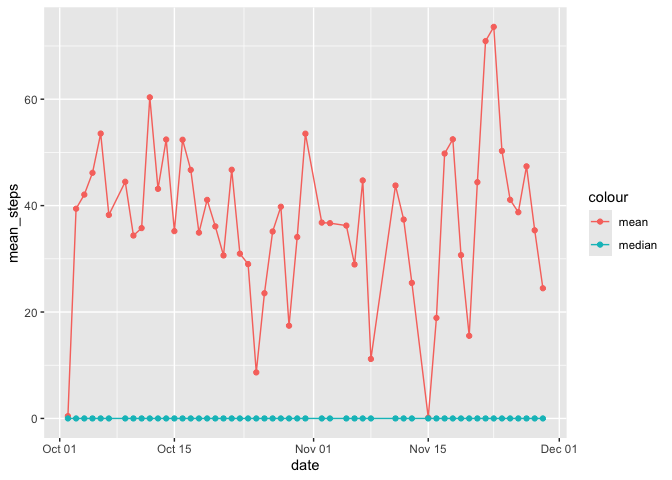 60
40
20
0
mean_steps
Oct 01
Oct 15
Nov 01
Nov 15
Dec 01
date
colour
mean
median